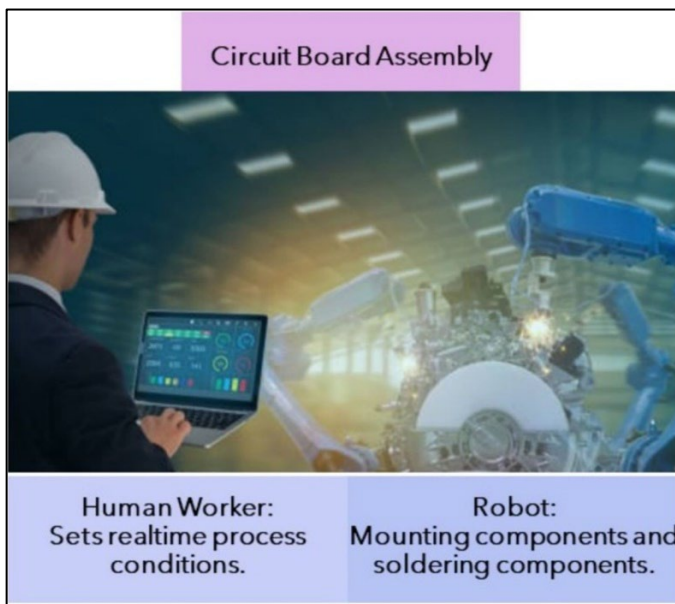 Circuit Board Assembly
Human Worker:
Sets realtime process
conditions.
Robot:
Mounting components and
soldering components.